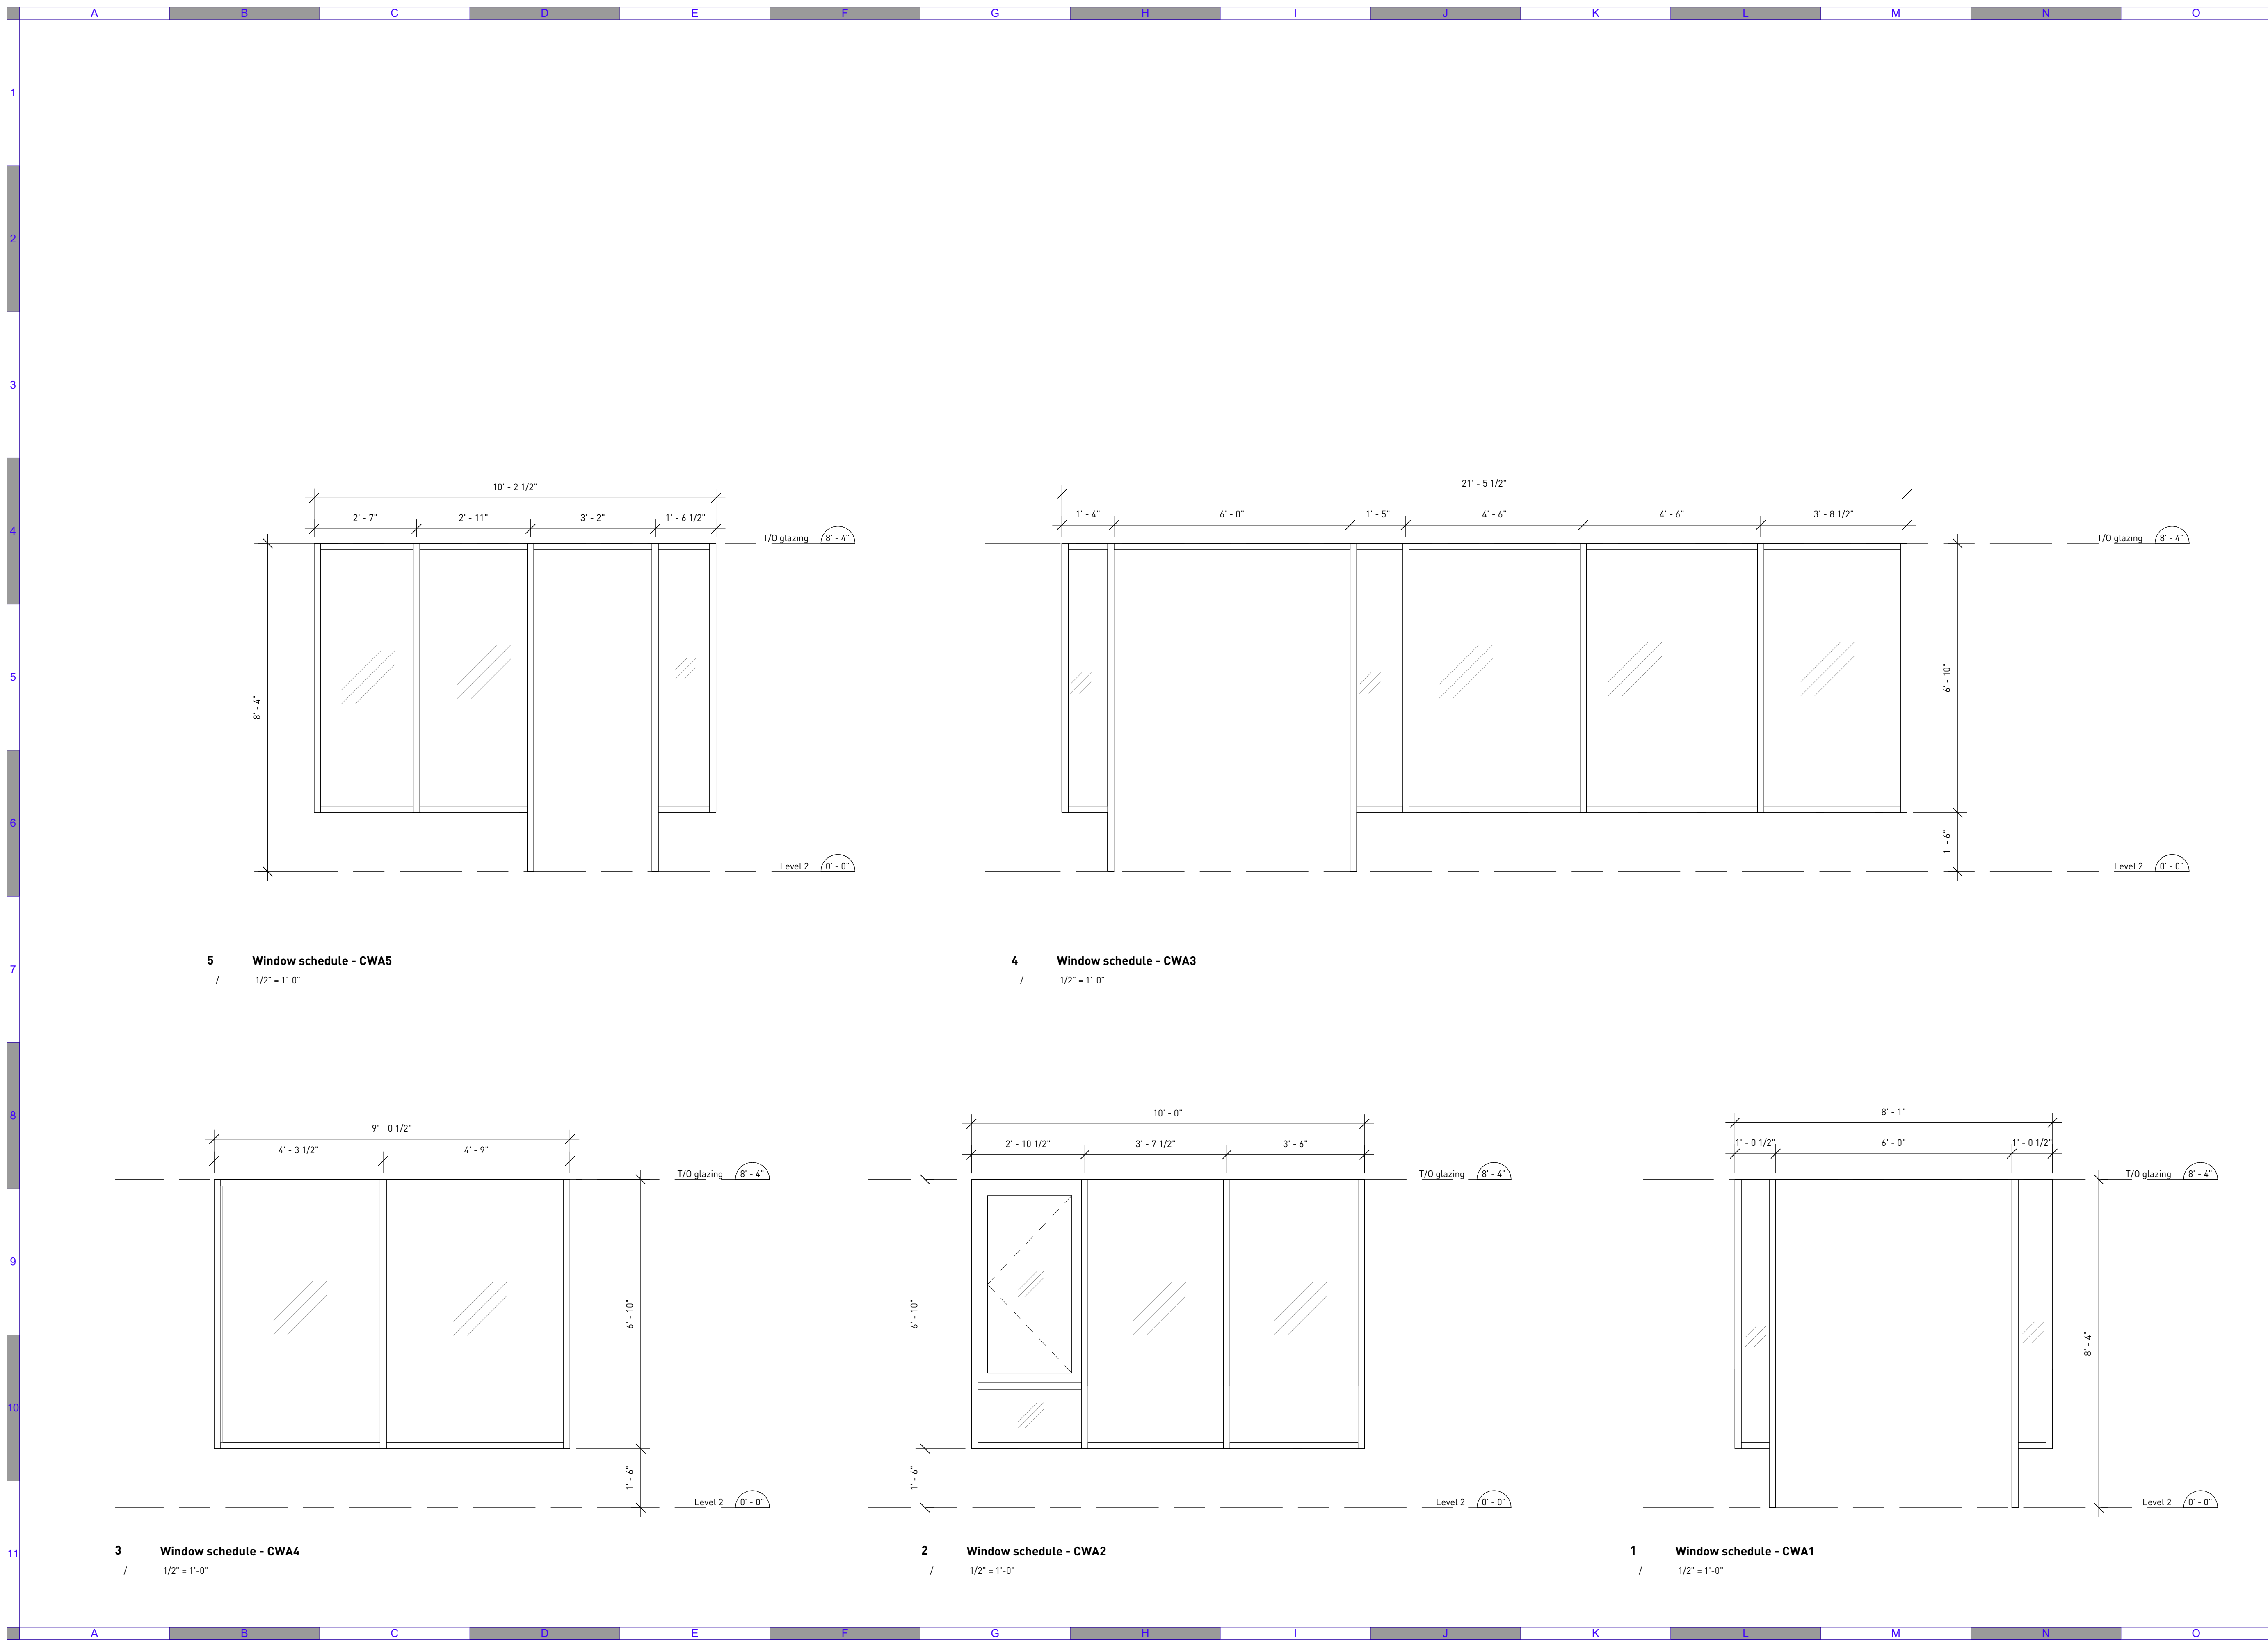 A B C D E F G H I J K L M N O
1
2
3
4
5
6
7
8
9
10
11
10' - 2 1/2"
2' - 7" 2' - 11" 3' - 2" 1' - 6 1/2"
T/O glazing 8' - 4"
8' - 4"
Level 2 0' - 0"
5 Window schedule - CWA5
/ 1/2" = 1'-0"
21' - 5 1/2"
1' - 4" 6' - 0" 1' - 5" 4' - 6" 4' - 6" 3' - 8 1/2"
T/O glazing 8' - 4"
6' - 10"
1' - 6"
Level 2 0' - 0"
4 Window schedule - CWA3
/ 1/2" = 1'-0"
9' - 0 1/2"
4' - 3 1/2" 4' - 9"
T/O glazing 8' - 4"
6' - 10"
1' - 6"
Level 2 0' - 0"
3 Window schedule - CWA4
/ 1/2" = 1'-0"
10' - 0"
2' - 10 1/2" 3' - 7 1/2" 3' - 6"
T/O glazing 8' - 4"
6' - 10"
1' - 6"
Level 2 0' - 0"
2 Window schedule - CWA2
/ 1/2" = 1'-0"
8' - 1"
1' - 0 1/2" 6' - 0" 1' - 0 1/2"
T/O glazing 8' - 4"
8' - 4"
Level 2 0' - 0"
1 Window schedule - CWA1
/ 1/2" = 1'-0"
A B C D E F G H I J K L M N O